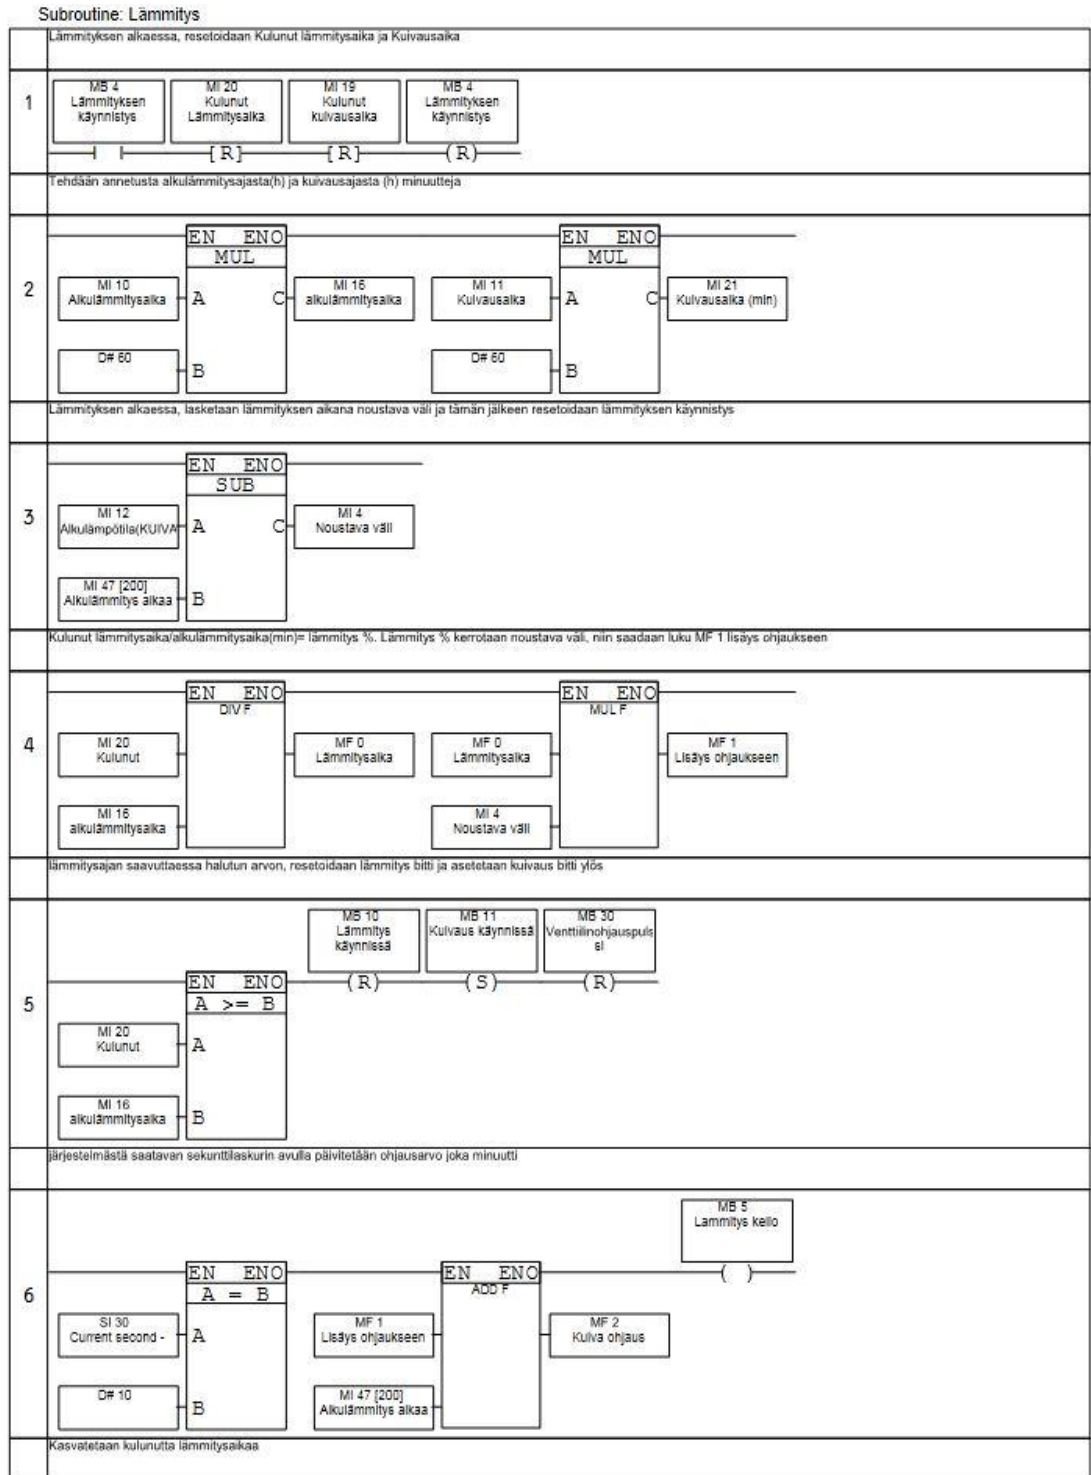 Subroutine: Lämmitys
Lämmityksen alkaessa, resetoidaan Kulunut lämmitysaika ja Kuivausaika
1
MB 4
Lämmityksen
käynnistys
MI 20
Kulunut
Lämmitysaika
MI 19
Kulunut
kuivausaika
MB 4
Lämmityksen
käynnistys
[R]
[R]
(R)
Tehdään annetusta alkulämmitysajasta(h) ja kuivausajasta (h) minuutteja
2
EN ENO
MUL
MI 10
Alkulämmitysaika
A
C
MI 16
alkulämmitysaika
D# 60
B
EN ENO
MUL
MI 11
Kuivausaika
A
C
MI 21
Kuivausaika (min)
D# 60
B
Lämmityksen alkaessa, lasketaan lämmityksen aikana noustava väli ja tämän jälkeen resetoidaan lämmityksen käynnistys
3
EN ENO
SUB
MI 12
Alkulämpötila(KUIVA
A
C
MI 4
Noustava väli
MI 47 [200]
Alkulämmitys alkaa
B
Kulunut lämmitysaika/alkulämmitysaika(min)= lämmitys %. Lämmitys % kerrotaan noustava väli, niin saadaan luku MF 1 lisäys ohjaukseen
4
EN ENO
DIV F
MI 20
Kulunut
MF 0
Lämmitysaika
MI 16
alkulämmitysaika
EN ENO
MUL F
MF 0
Lämmitysaika
MF 1
Lisäys ohjaukseen
MI 4
Noustava väli
lämmitysajan saavuttaessa halutun arvon, resetoidaan lämmitys bitti ja asetetaan kuivaus bitti ylös
5
MB 10
Lämmitys
käynnissä
MB 11
Kuivaus käynnissä
MB 30
Venttiilinohjauspuls
si
EN ENO
(R)
(S)
(R)
A >= B
MI 20
Kulunut
A
MI 16
alkulämmitysaika
B
järjestelmästä saatavan sekunttilaskurin avulla päivitetään ohjausarvo joka minuutti
6
MB 5
Lammitys kello
( )
EN ENO
A = B
SI 30
Current second -
A
D# 10
B
EN ENO
ADD F
MF 1
Lisäys ohjaukseen
MF 2
Kuiva ohjaus
MI 47 [200]
Alkulämmitys alkaa
Kasvatetaan kulunutta lämmitysaikaa